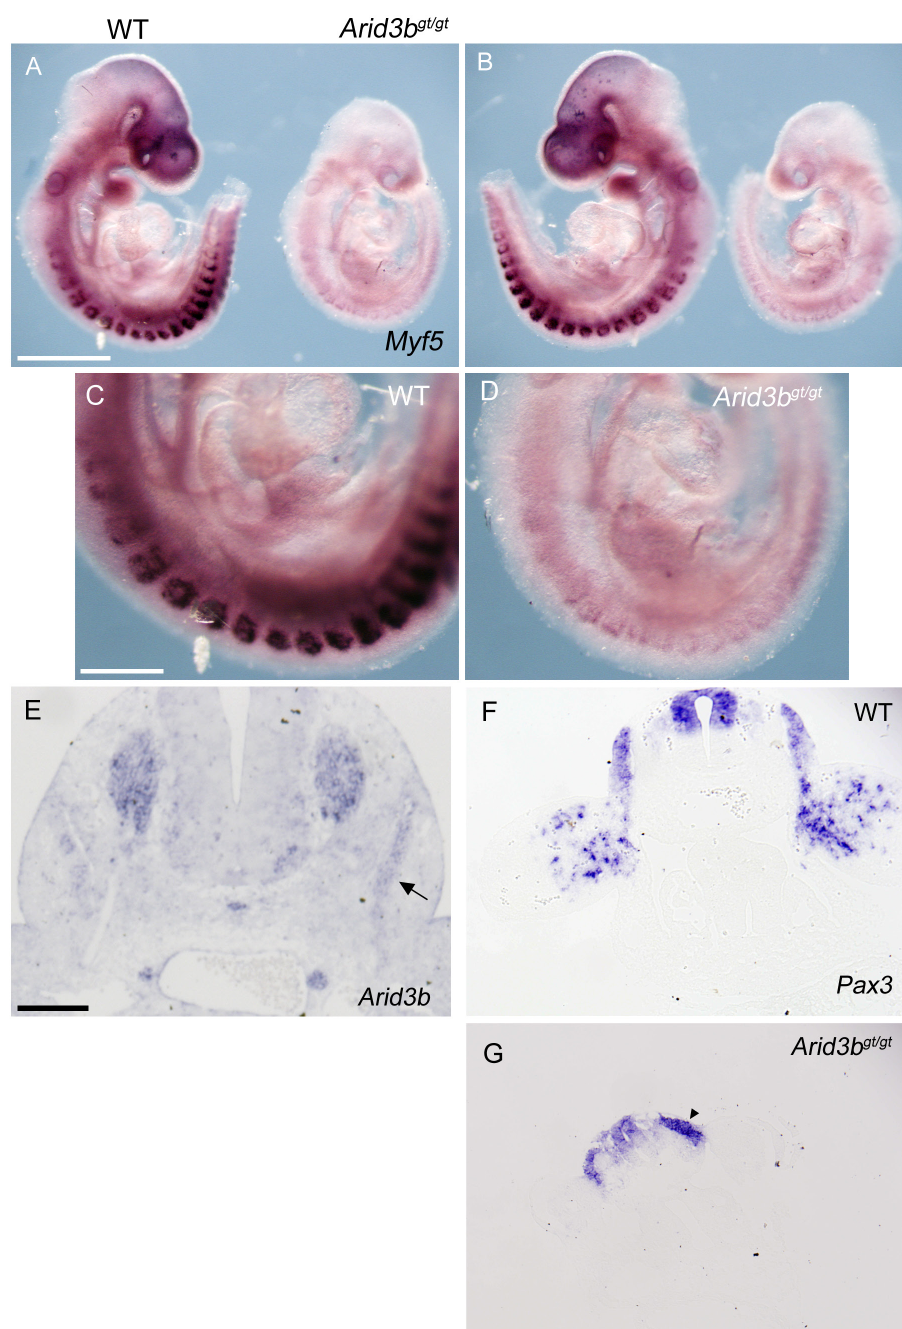 WT Arid3bgt/gt
A B
Myf5
C WT D Arid3bgt/gt
E F WT
Arid3b Pax3
G Arid3bgt/gt